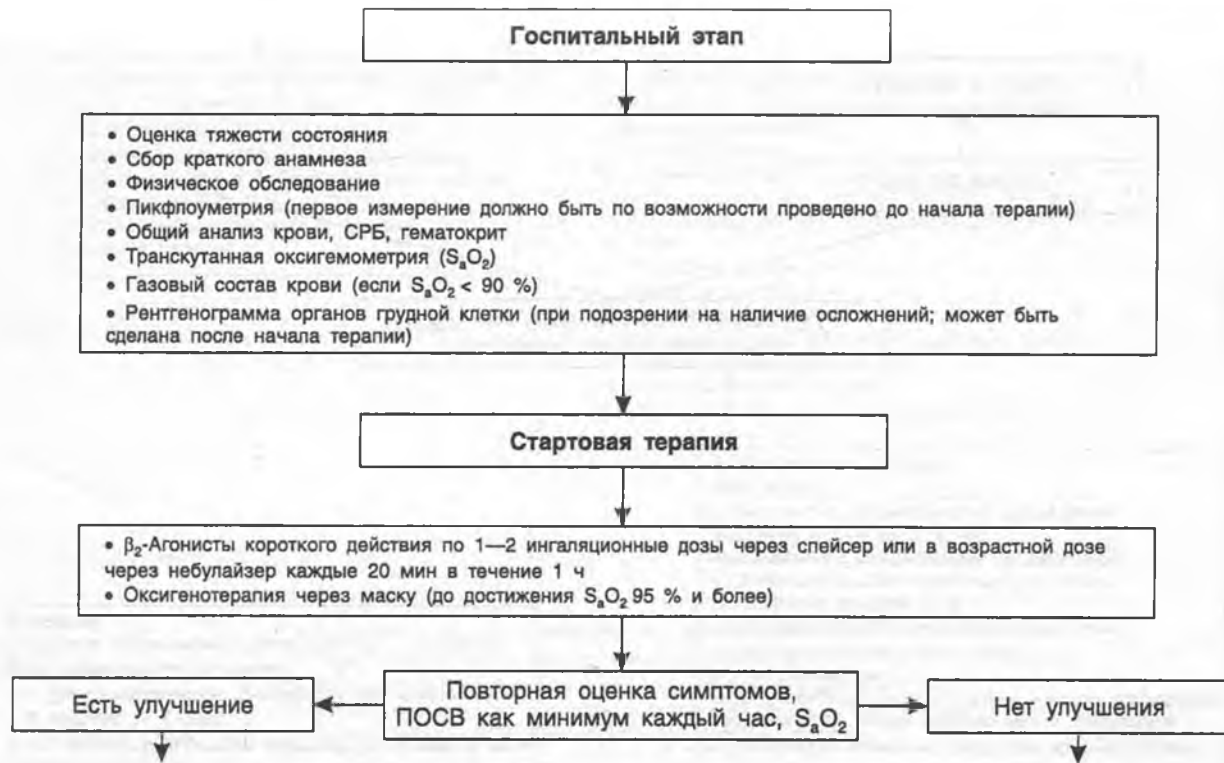 Госпитальный этап
• Оценка тяжести состояния
• Сбор краткого анамнеза
• Физическое обследование
• Пикфлоуметрия (первое измерение должно быть по возможности проведено до начала терапии)
• Общий анализ крови, СРБ, гематокрит
• Транскутанная оксигемометрия (SaO2)
• Газовый состав крови (если SaO2 < 90 %)
• Рентгенограмма органов грудной клетки (при подозрении на наличие осложнений; может быть
сделана после начала терапии)
Стартовая терапия
• β2-Агонисты короткого действия по 1—2 ингаляционные дозы через спейсер или в возрастной дозе
через небулайзер каждые 20 мин в течение 1 ч
• Оксигенотерапия через маску (до достижения SaO2 95 % и более)
Есть улучшение
Повторная оценка симптомов,
ПОСВ как минимум каждый час, SaO2
Нет улучшения